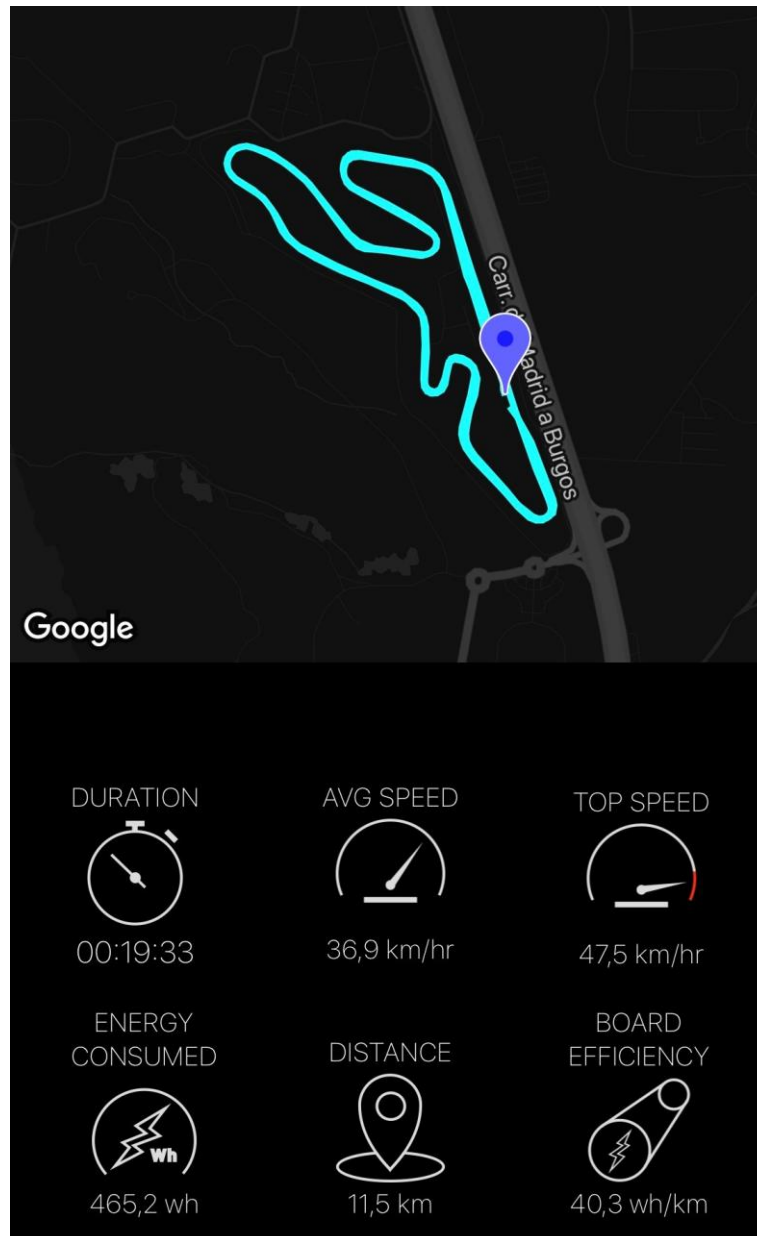 Carr. de Madrid a Burgos
Google
DURATION
00:19:33
AVG SPEED
36,9 km/hr
TOP SPEED
47,5 km/hr
ENERGY
CONSUMED
Wh
465,2 wh
DISTANCE
11,5 km
BOARD
EFFICIENCY
40,3 wh/km